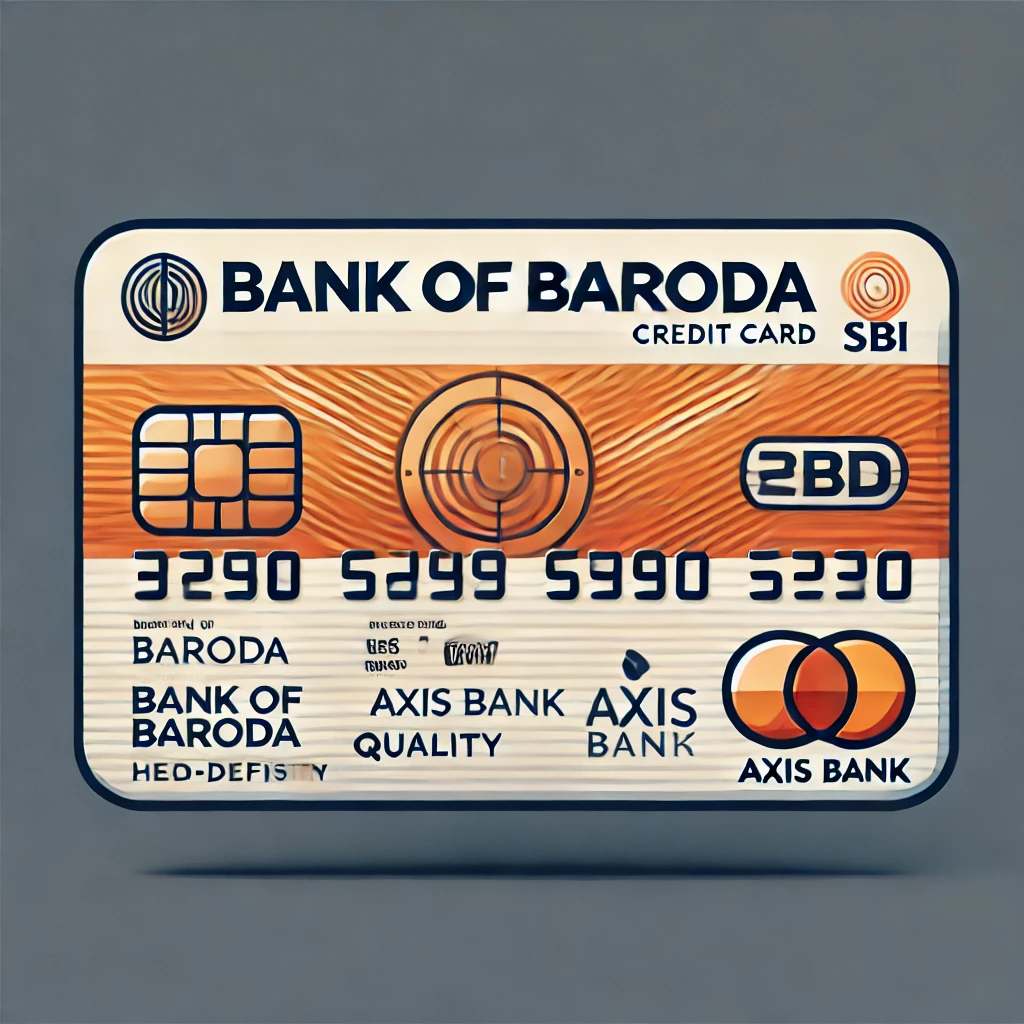 BANK OF BARODA
CREDIT CARD
SBI
2BD
3290 5299 5990 5230
BARODA
BANK OF
BARODA
AXIS BANK
QUALITY
AXIS
BANK
AXIS BANK